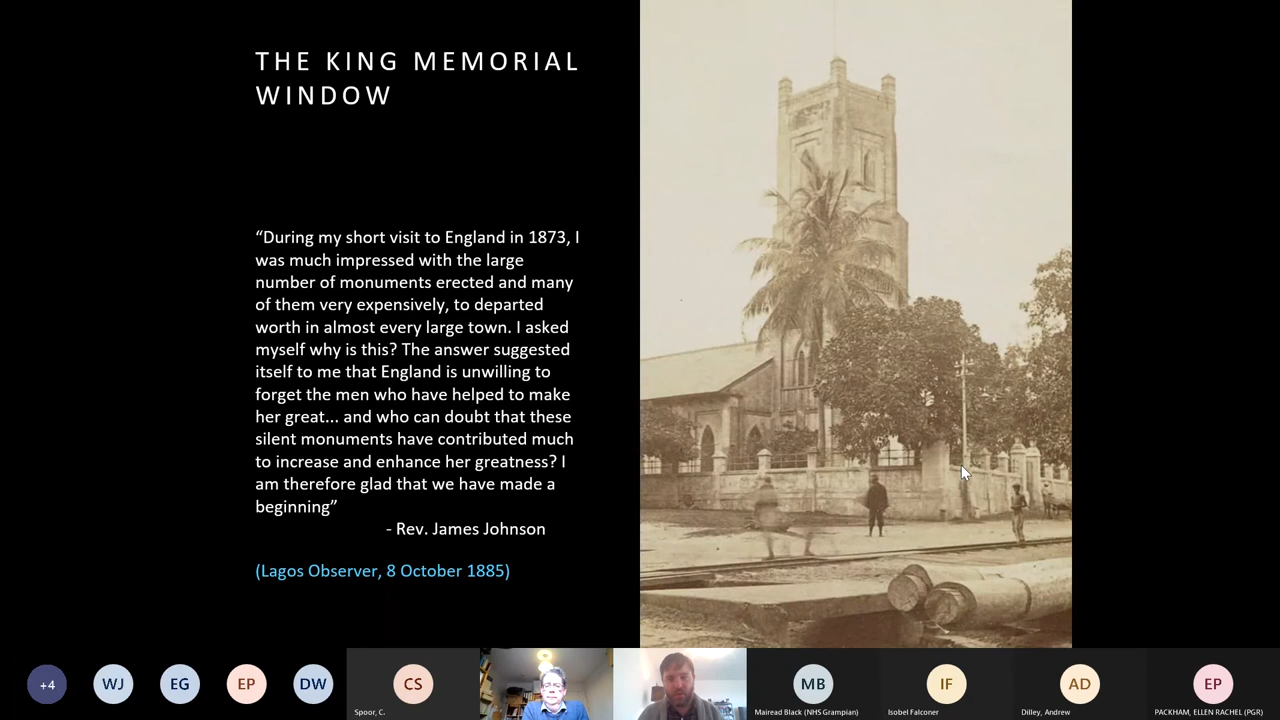 THE KING MEMORIAL
WINDOW
“During my short visit to England in 1873, I
was much impressed with the large
number of monuments erected and many
of them very expensively, to departed
worth in almost every large town. I asked
myself why is this? The answer suggested
itself to me that England is unwilling to
forget the men who have helped to make
her great... and who can doubt that these
silent monuments have contributed much
to increase and enhance her greatness? I
am therefore glad that we have made a
beginning”
- Rev. James Johnson
(Lagos Observer, 8 October 1885)
+4
WJ
EG
EP
DW
CS
MB
IF
AD
EP
Spoor, C.
Mairead Black (NHS Grampian)
Isobel Falconer
Dilley, Andrew
PACKHAM, ELLEN RACHEL (PGR)